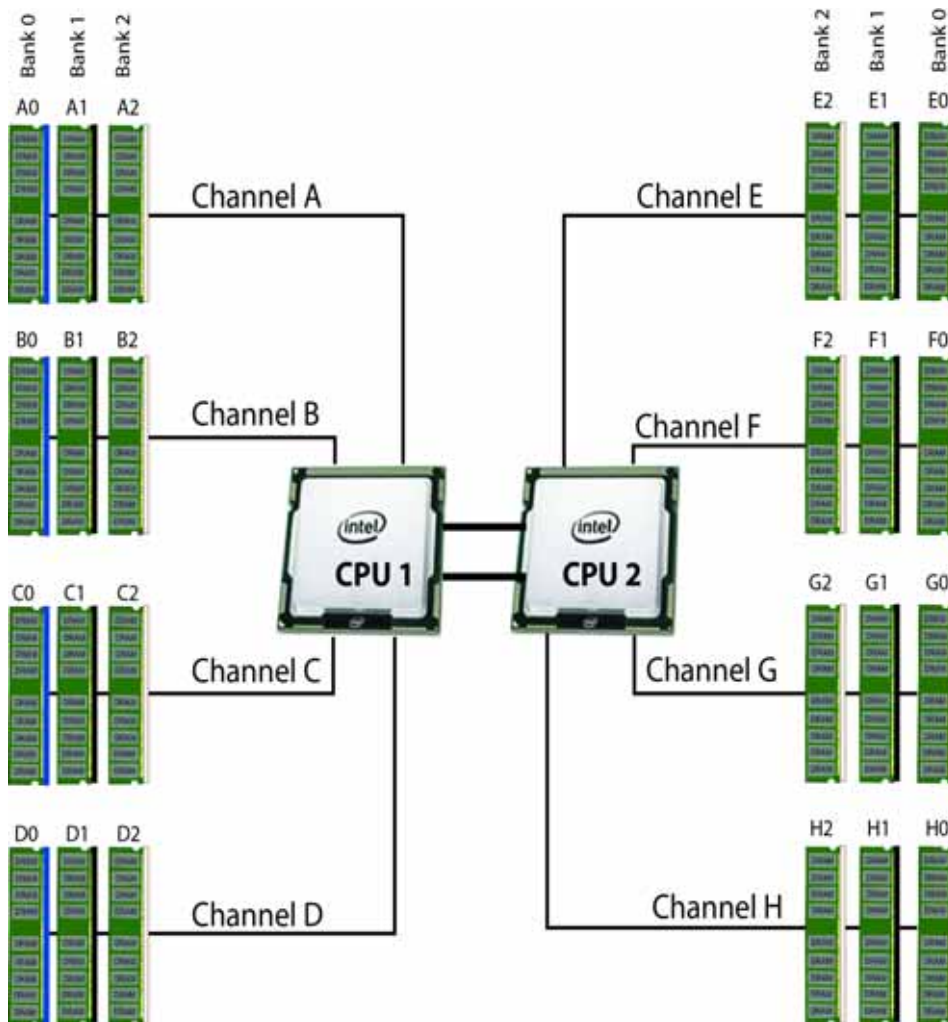 Bank 0 Bank 1 Bank 2
Bank 2 Bank 1 Bank 0
A0 A1 A2
E2 E1 E0
Channel A
Channel E
B0 B1 B2
F2 F1 F0
Channel B
Channel F
intel
CPU 1
intel
CPU 2
C0 C1 C2
G2 G1 G0
Channel C
Channel G
D0 D1 D2
H2 H1 H0
Channel D
Channel H